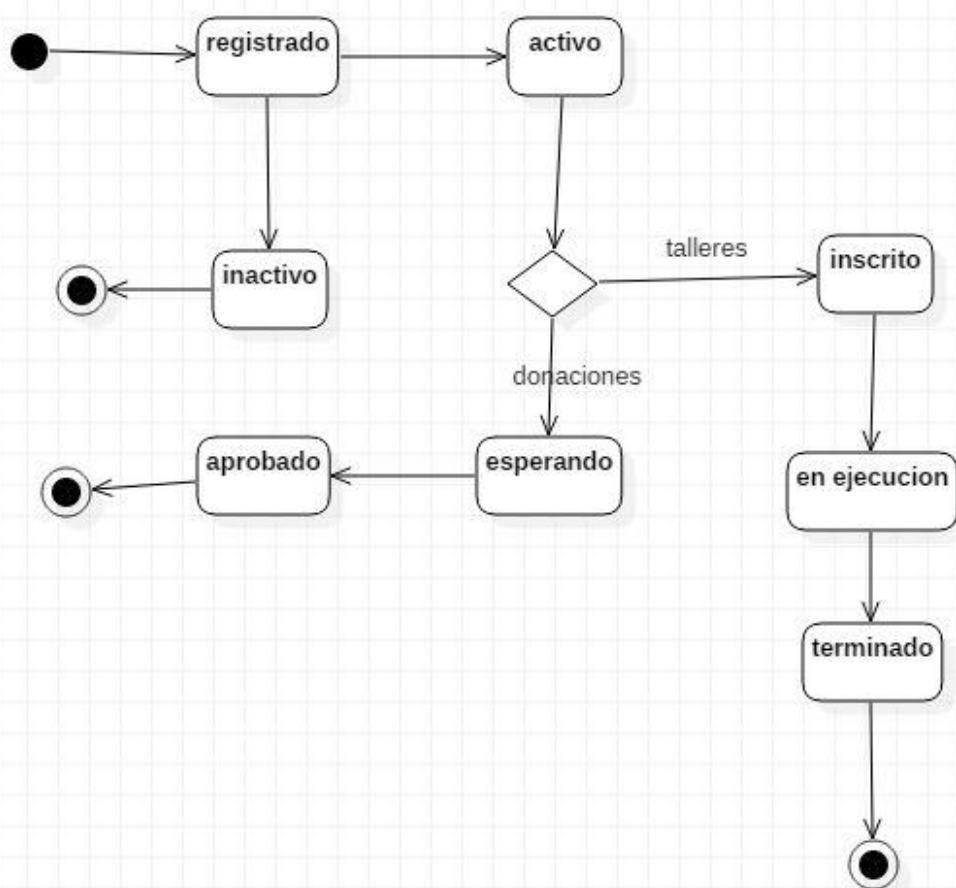 registrado
activo
talleres
inscrito
inactivo
donaciones
aprobado
esperando
en ejecucion
terminado